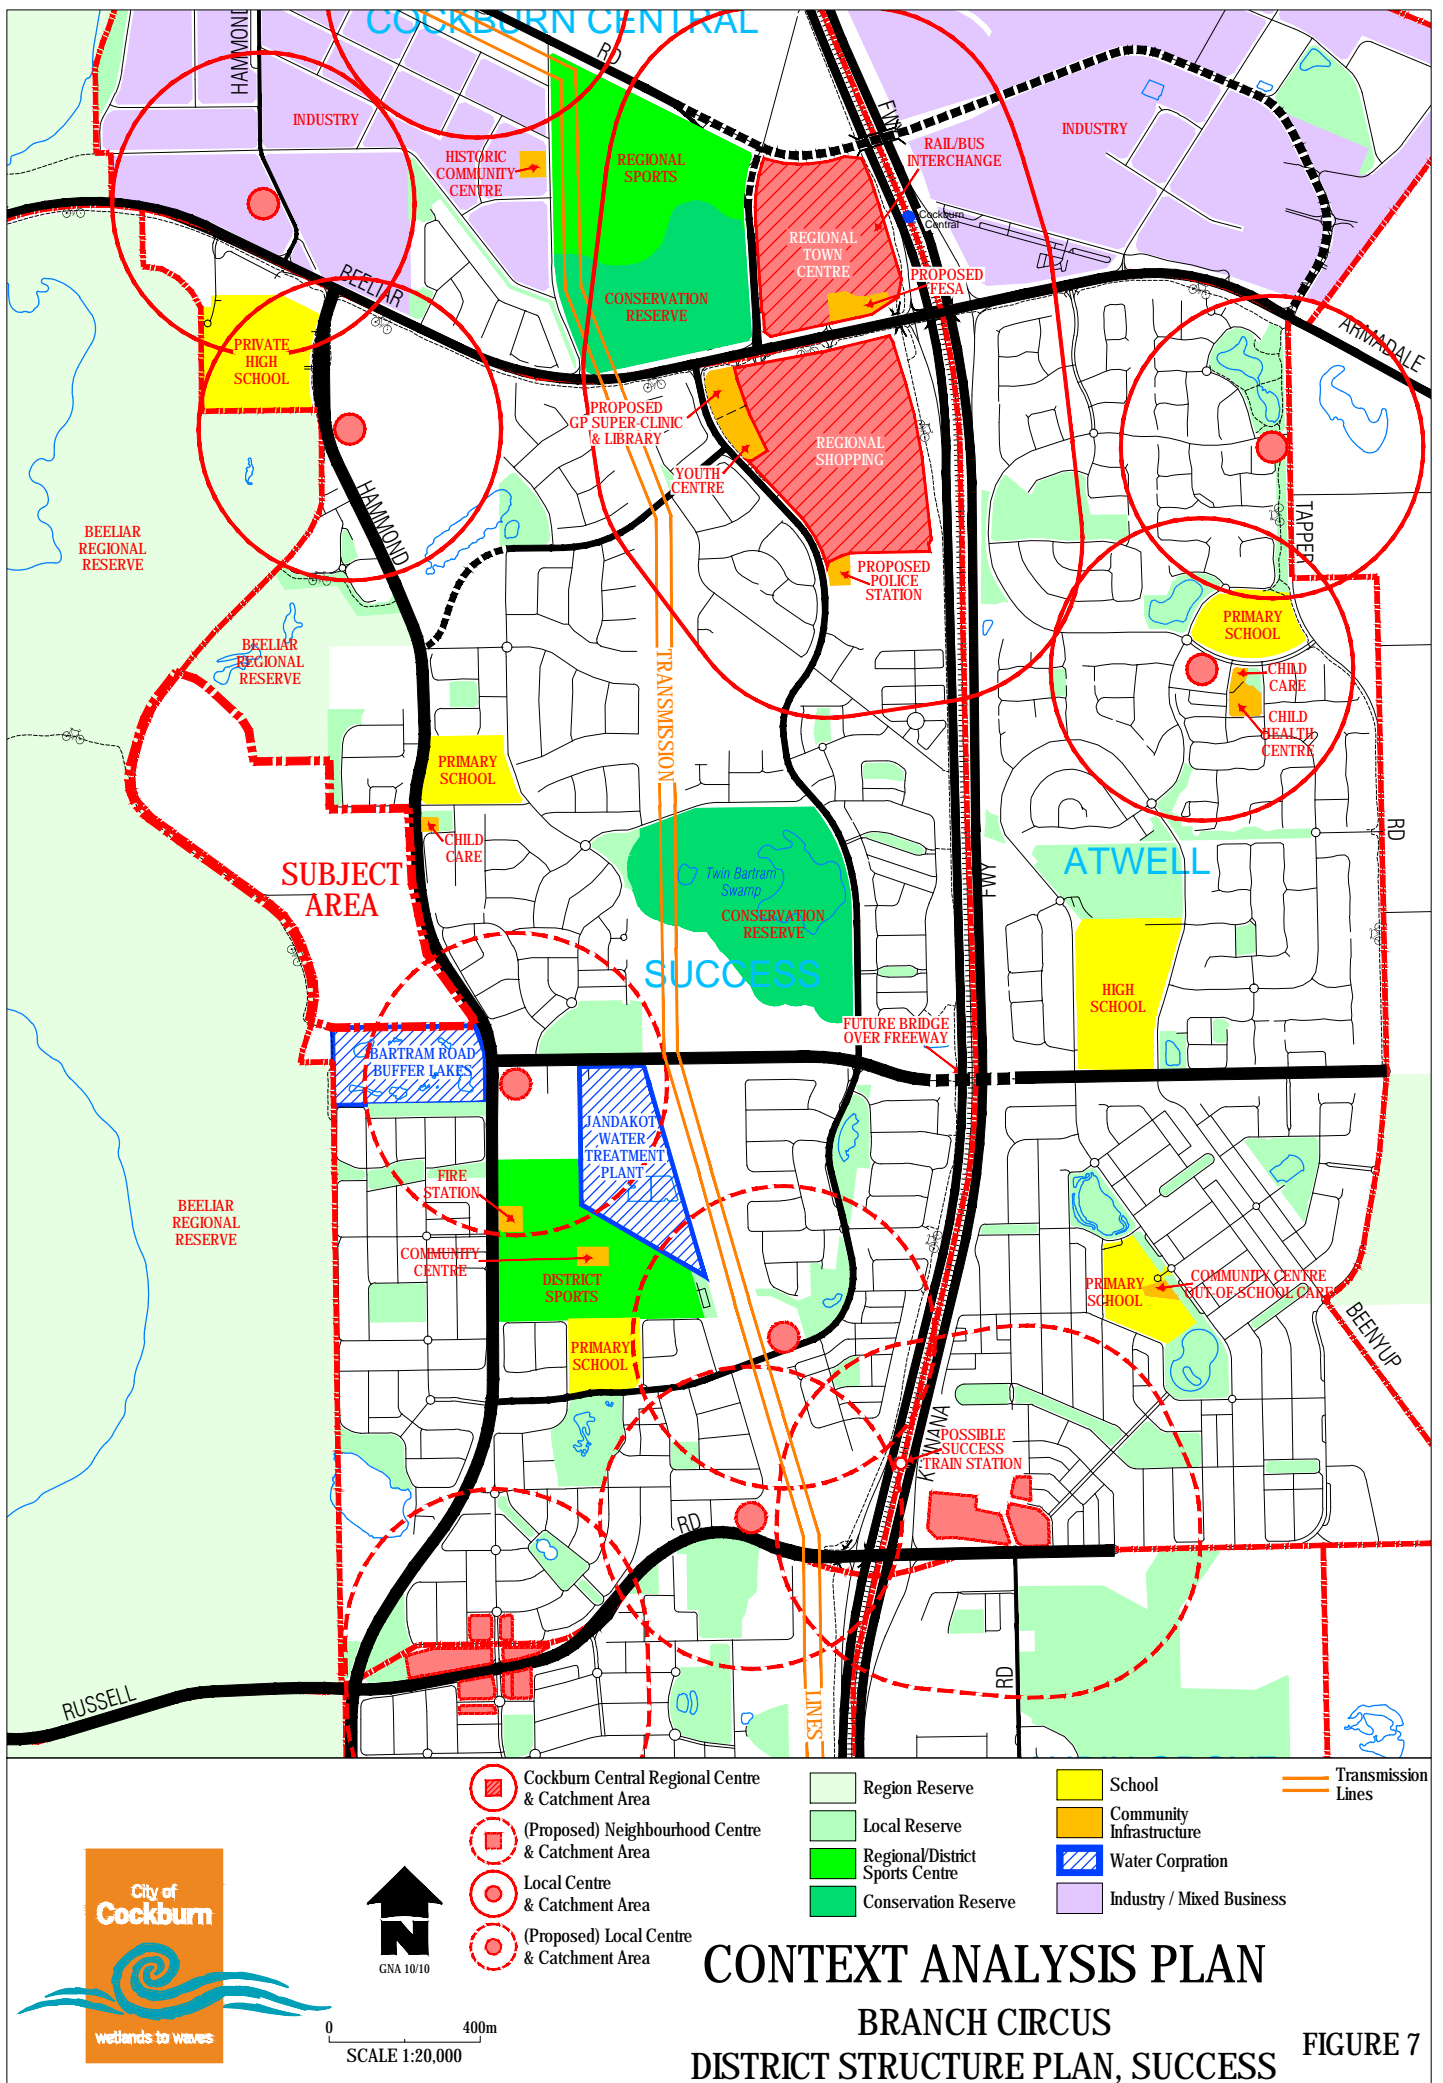 COCKBURN CENTRAL
HAMMOND
RD
FWY
INDUSTRY
INDUSTRY
HISTORIC
COMMUNITY
CENTRE
REGIONAL
SPORTS
RAIL/BUS
INTERCHANGE
Cockburn
Central
REGIONAL
TOWN
CENTRE
PROPOSED
FESA
BEELIAR
CONSERVATION
RESERVE
ARMADALE
PRIVATE
HIGH
SCHOOL
PROPOSED
GP SUPER-CLINIC
& LIBRARY
REGIONAL
SHOPPING
YOUTH
CENTRE
HAMMOND
TAPPER
BEELIAR
REGIONAL
RESERVE
PROPOSED
POLICE
STATION
PRIMARY
SCHOOL
BEELIAR
REGIONAL
RESERVE
TRANSMISSION
CHILD
CARE
CHILD
HEALTH
CENTRE
PRIMARY
SCHOOL
CHILD
CARE
RD
SUBJECT
AREA
Twin Bartram
Swamp
ATWELL
FWY
CONSERVATION
RESERVE
SUCCESS
HIGH
SCHOOL
FUTURE BRIDGE
OVER FREEWAY
BARTRAM ROAD
BUFFER LAKES
JANDAKOT
WATER
TREATMENT
PLANT
FIRE
STATION
BEELIAR
REGIONAL
RESERVE
COMMUNITY
CENTRE
DISTRICT
SPORTS
PRIMARY
SCHOOL
COMMUNITY CENTRE
OUT-OF-SCHOOL CARE
BEENYUP
PRIMARY
SCHOOL
KWINANA
POSSIBLE
SUCCESS
TRAIN STATION
RD
RD
RUSSELL
LINES
Cockburn Central Regional Centre
& Catchment Area
(Proposed) Neighbourhood Centre
& Catchment Area
Local Centre
& Catchment Area
(Proposed) Local Centre
& Catchment Area
Region Reserve
Local Reserve
Regional/District
Sports Centre
Conservation Reserve
School
Community
Infrastructure
Water Corpration
Industry / Mixed Business
Transmission
Lines
City of
Cockburn
wetlands to waves
N
GNA 10/10
0 400m
SCALE 1:20,000
CONTEXT ANALYSIS PLAN
BRANCH CIRCUS
DISTRICT STRUCTURE PLAN, SUCCESS
FIGURE 7